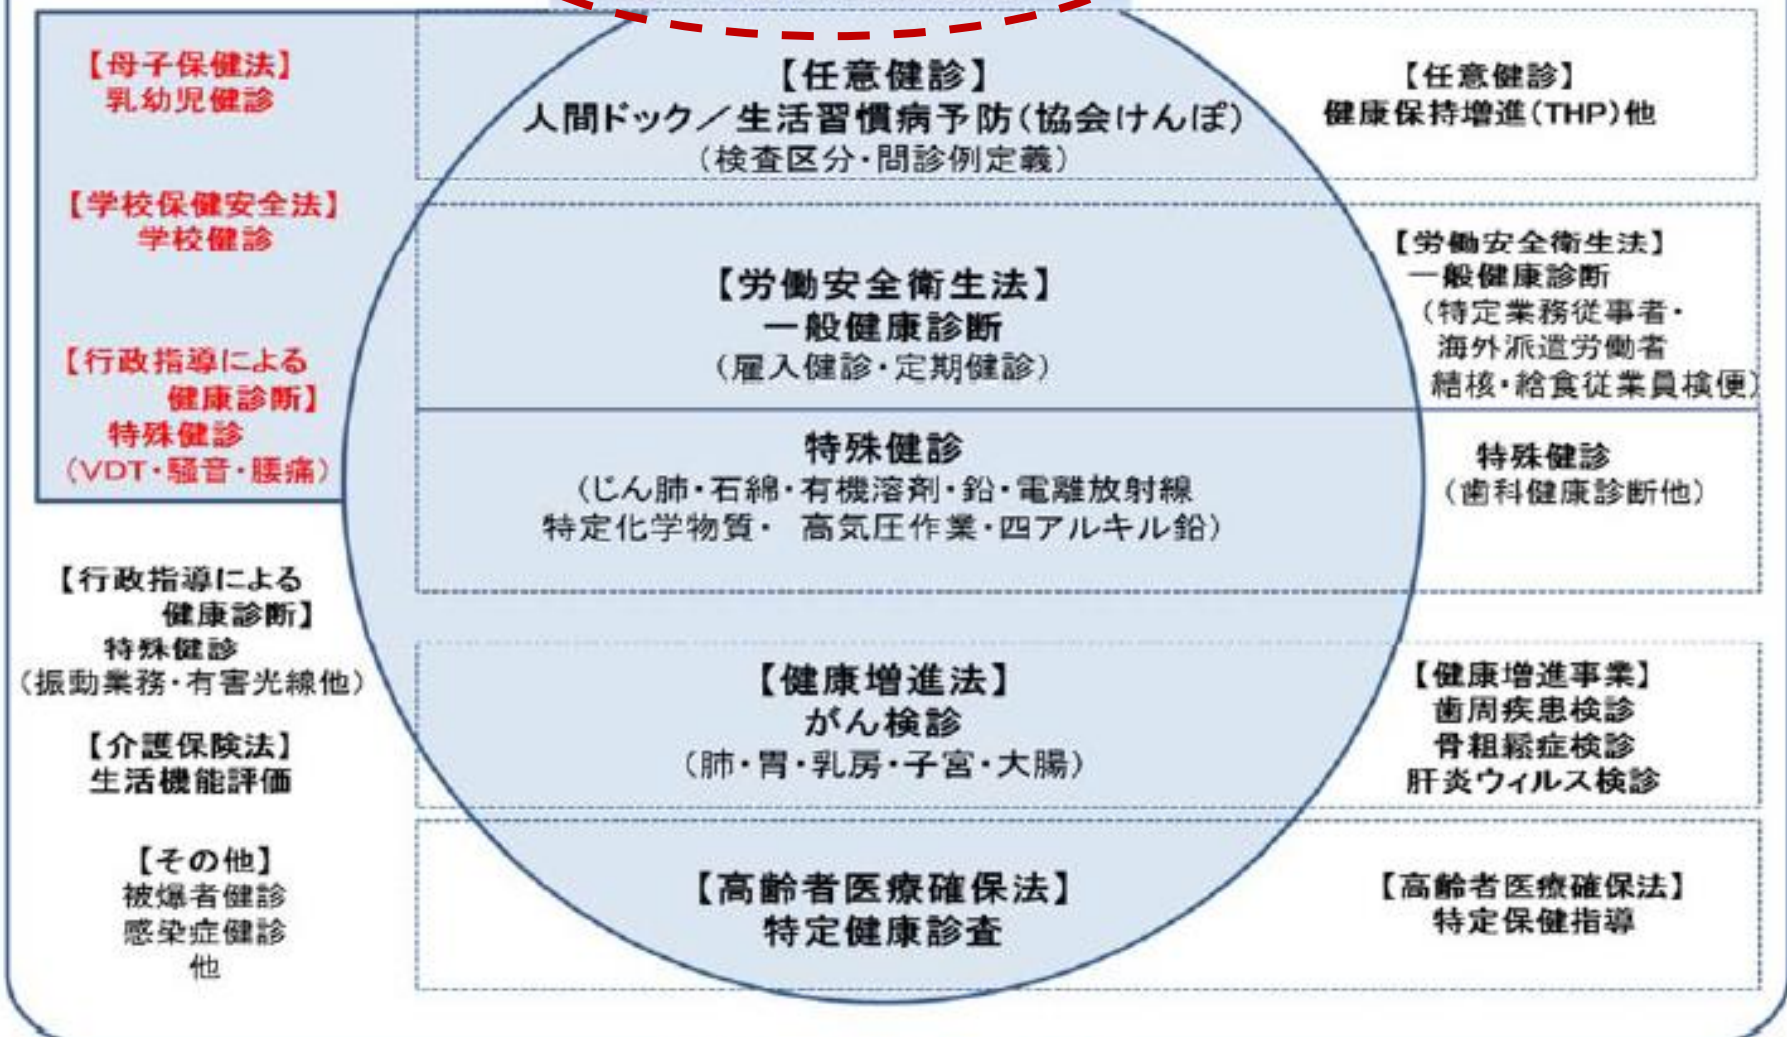 【母子保健法】
乳幼児健診
【学校保健安全法】
学校健診
【行政指導による
健康診断】
特殊健診
(VDT・騒音・腰痛)
【行政指導による
健康診断】
特殊健診
(振動業務・有害光線他)
【介護保険法】
生活機能評価
【その他】
被爆者健診
感染症健診
他
【任意健診】
人間ドック/生活習慣病予防(協会けんぽ)
(検査区分・問診例定義)
【労働安全衛生法】
一般健康診断
(雇入健診・定期健診)
特殊健診
(じん肺・石綿・有機溶剤・鉛・電離放射線
特定化学物質・ 高気圧作業・四アルキル鉛)
【健康増進法】
がん検診
(肺・胃・乳房・子宮・大腸)
【高齢者医療確保法】
特定健康診査
【任意健診】
健康保持増進(THP)他
【労働安全衛生法】
一般健康診断
(特定業務従事者・
海外派遣労働者
結核・給食従業員検便)
特殊健診
(歯科健康診断他)
【健康増進事業】
歯周疾患検診
骨粗鬆症検診
肝炎ウィルス検診
【高齢者医療確保法】
特定保健指導